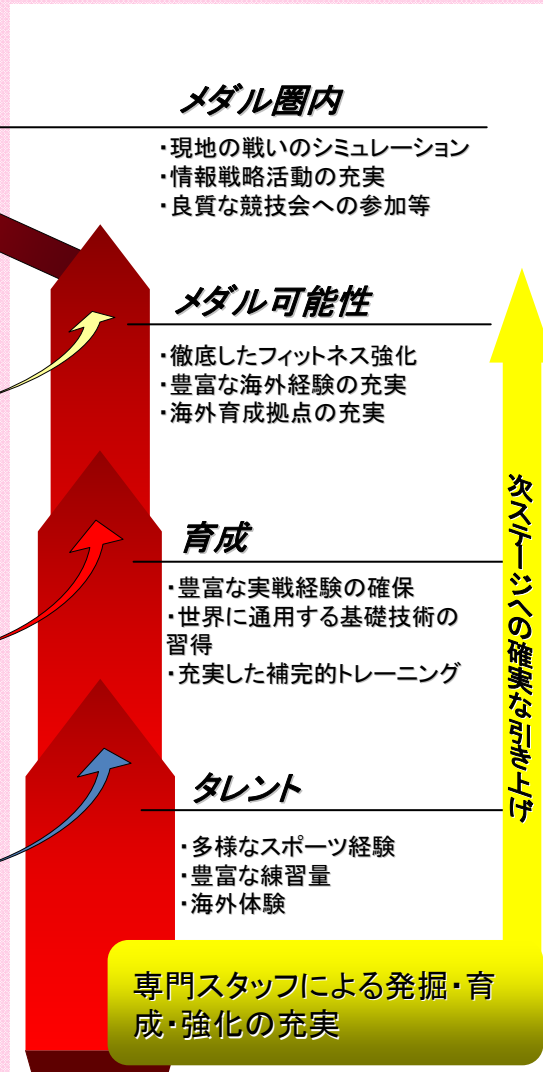 メダル圏内
・現地の戦いのシミュレーション
・情報戦略活動の充実
・良質な競技会への参加等
メダル可能性
・徹底したフィットネス強化
・豊富な海外経験の充実
・海外育成拠点の充実
育成
・豊富な実戦経験の確保
・世界に通用する基礎技術の
習得
・充実した補完的トレーニング
タレント
・多様なスポーツ経験
・豊富な練習量
・海外体験
次ステージへの確実な引き上げ
専門スタッフによる発掘・育
成・強化の充実